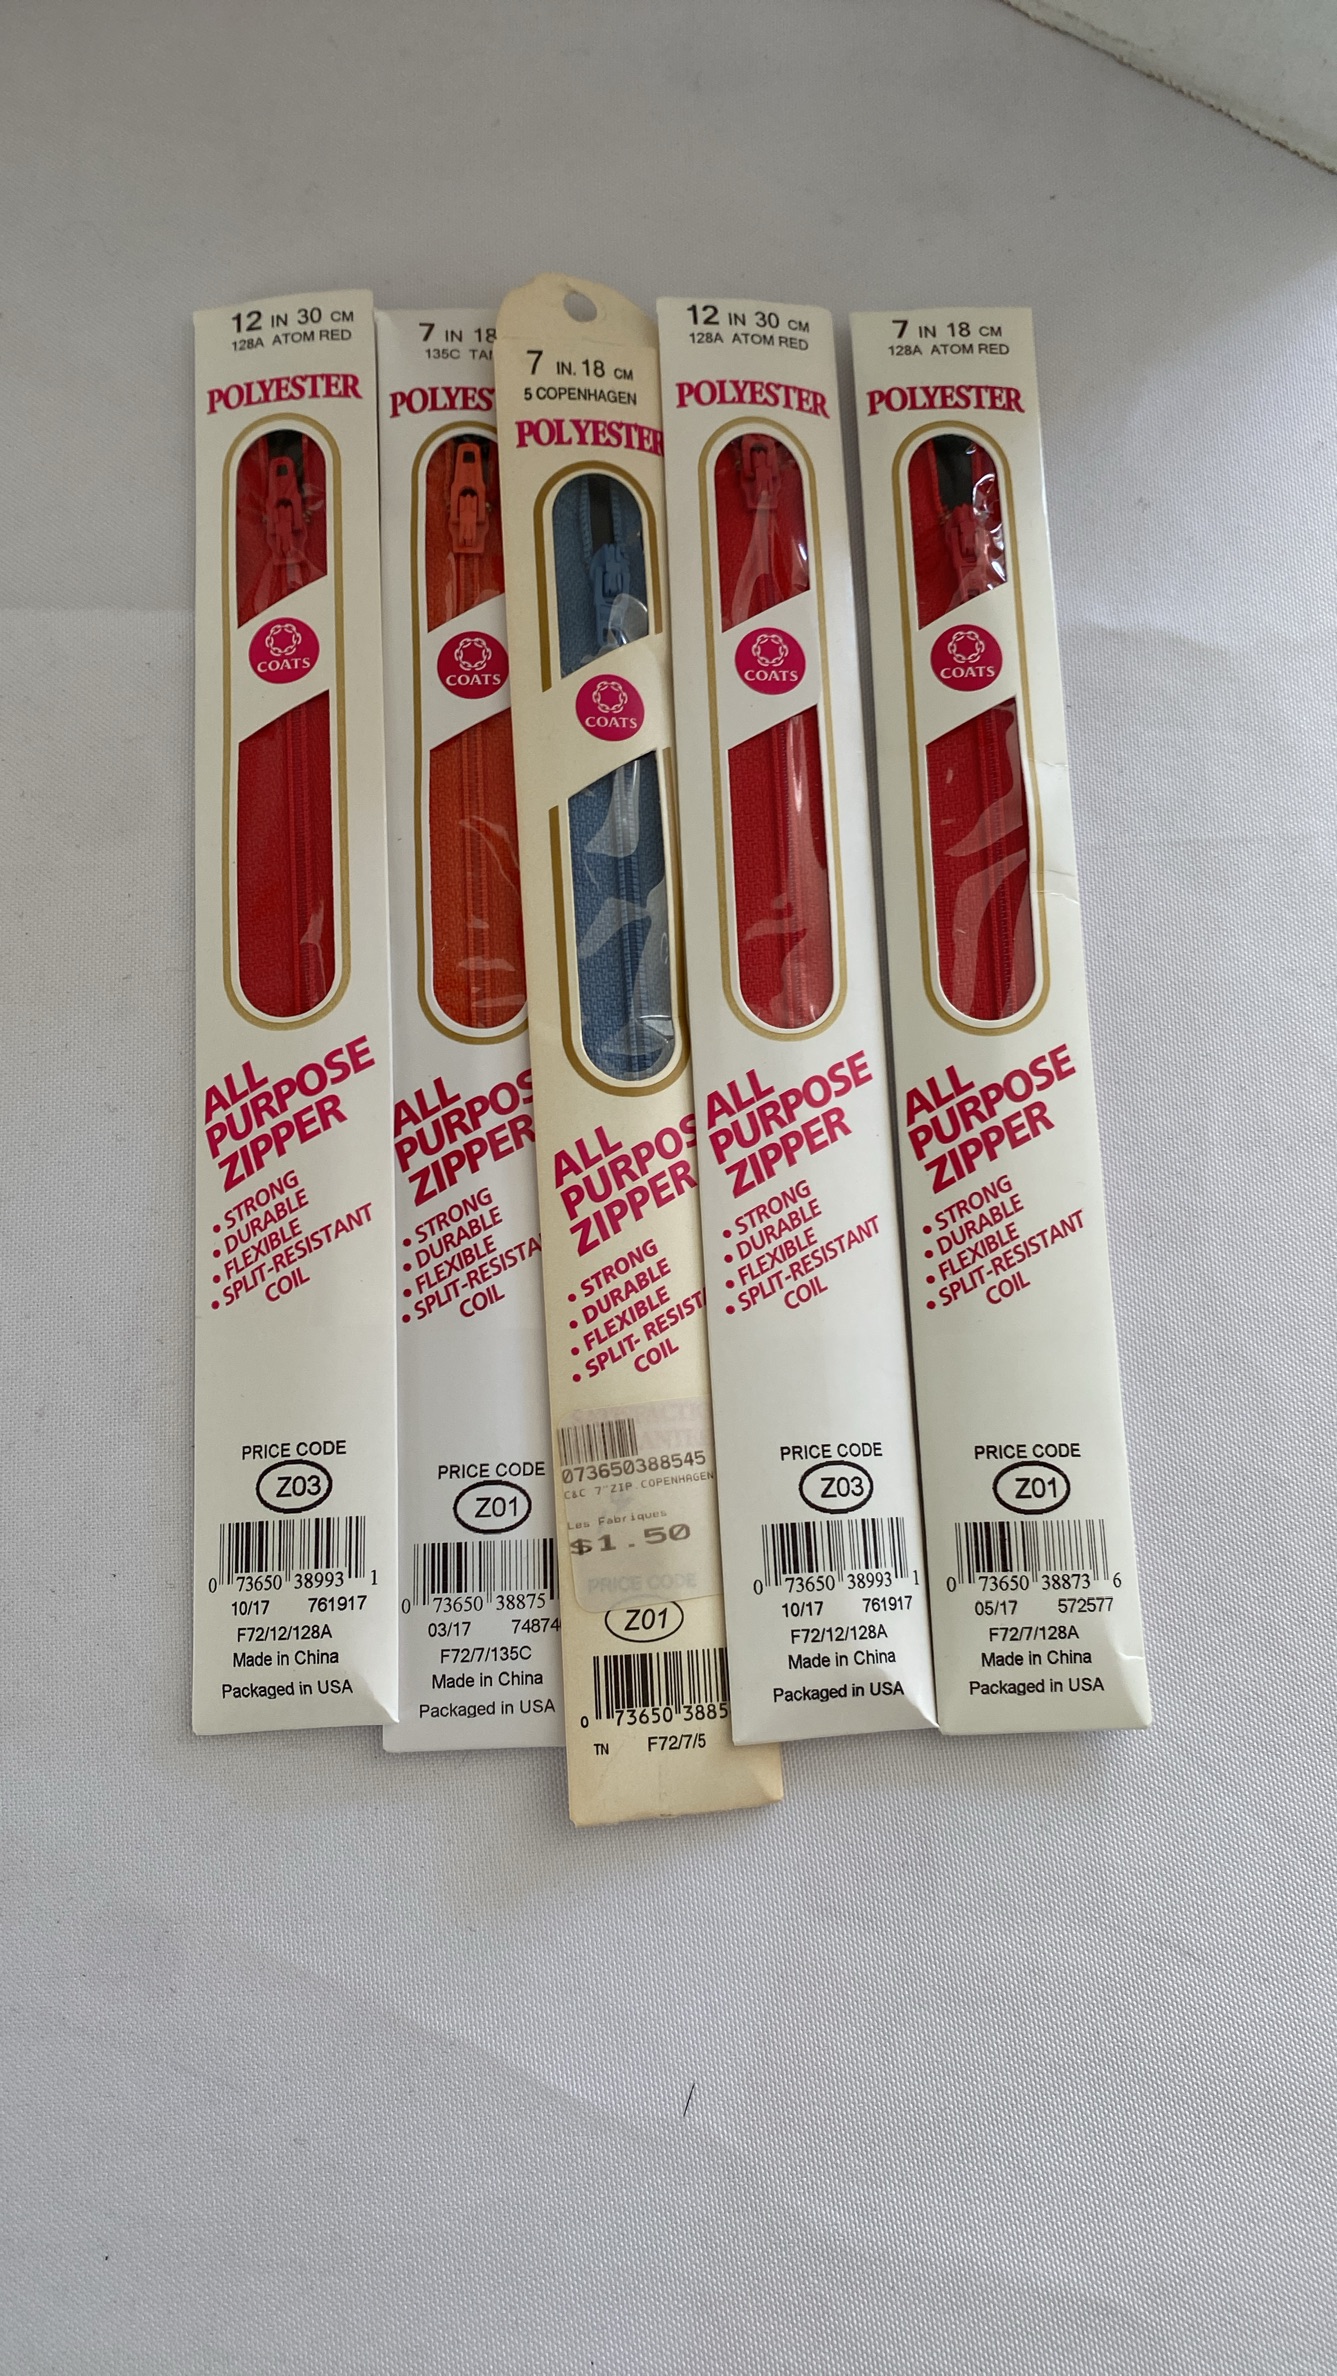 12 IN 30 CM
128A ATOM RED
POLYESTER
COATS
ALL
PURPOSE
ZIPPER
• STRONG
• DURABLE
• FLEXIBLE
• SPLIT-RESISTANT
COIL
PRICE CODE
Z03
0 73650 38993 1
10/17 761917
F72/12/128A
Made in China
Packaged in USA
7 IN 18
135C
POLYES
COATS
ALL
PURPOS
ZIPPER
• STRONG
• DURABLE
• FLEXIBLE
• SPLIT-RESISTA
COIL
PRICE CODE
Z01
0 73650 38875
03/17 74874
F72/7/135C
Made in China
Packaged in USA
7 IN. 18 CM
5 COPENHAGEN
POLYESTER
COATS
ALL
PURPOS
ZIPPER
• STRONG
• DURABLE
• FLEXIBLE
• SPLIT- RESIST
COIL
073650388545
C&C 7"ZIP COPENHAGEN
Les Fabriques
$1.50
PRICE CODE
Z01
0 73650 3885
TN F72/7/5
12 IN 30 CM
128A ATOM RED
POLYESTER
COATS
ALL
PURPOSE
ZIPPER
• STRONG
• DURABLE
• FLEXIBLE
• SPLIT-RESISTANT
COIL
PRICE CODE
Z03
0 73650 38993 1
10/17 761917
F72/12/128A
Made in China
Packaged in USA
7 IN 18 CM
128A ATOM RED
POLYESTER
COATS
ALL
PURPOSE
ZIPPER
• STRONG
• DURABLE
• FLEXIBLE
• SPLIT-RESISTANT
COIL
PRICE CODE
Z01
0 73650 38873 6
05/17 572577
F72/7/128A
Made in China
Packaged in USA